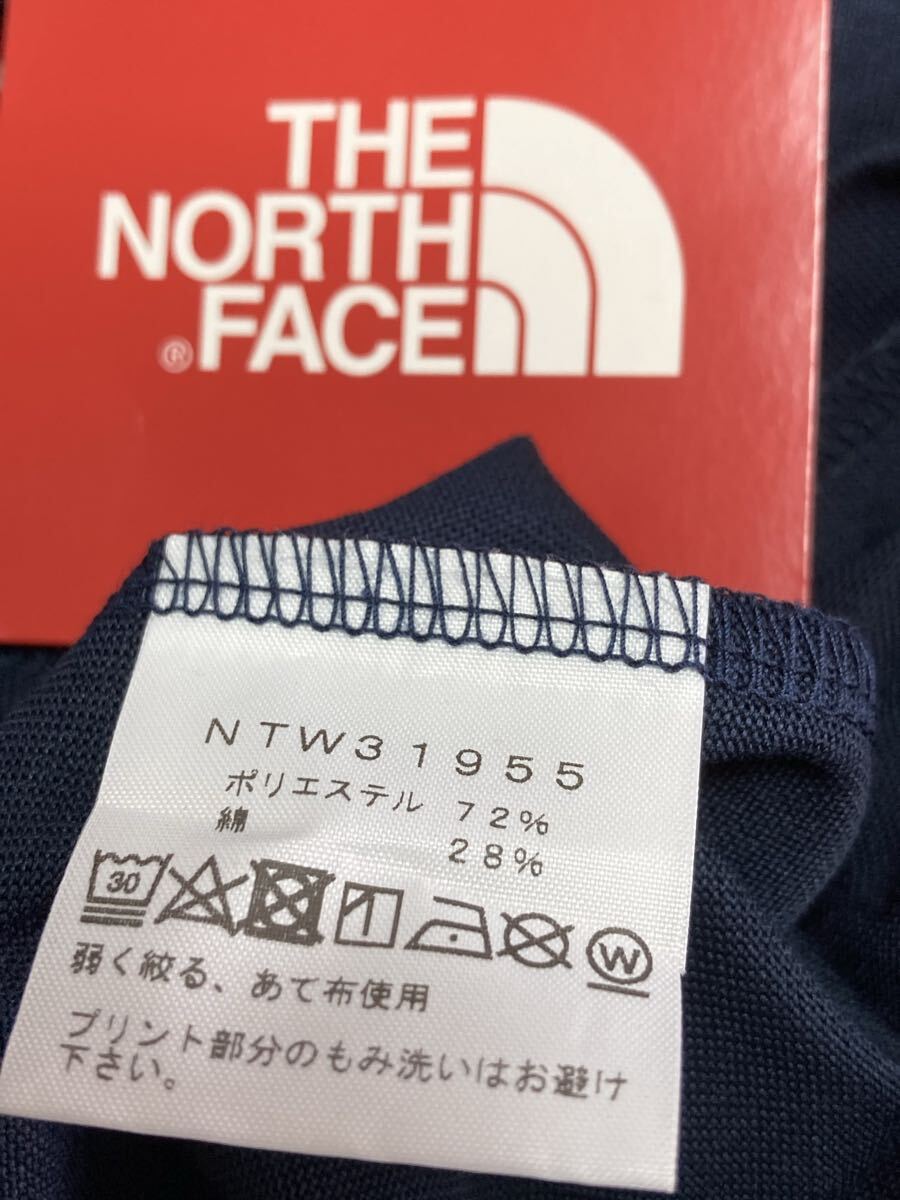 THE
NORTH
FACE
®
NTW31955
ポリエステル 72%
綿 28%
30
W
弱く絞る、あて布使用
プリント部分のもみ洗いはお避け
下さい。